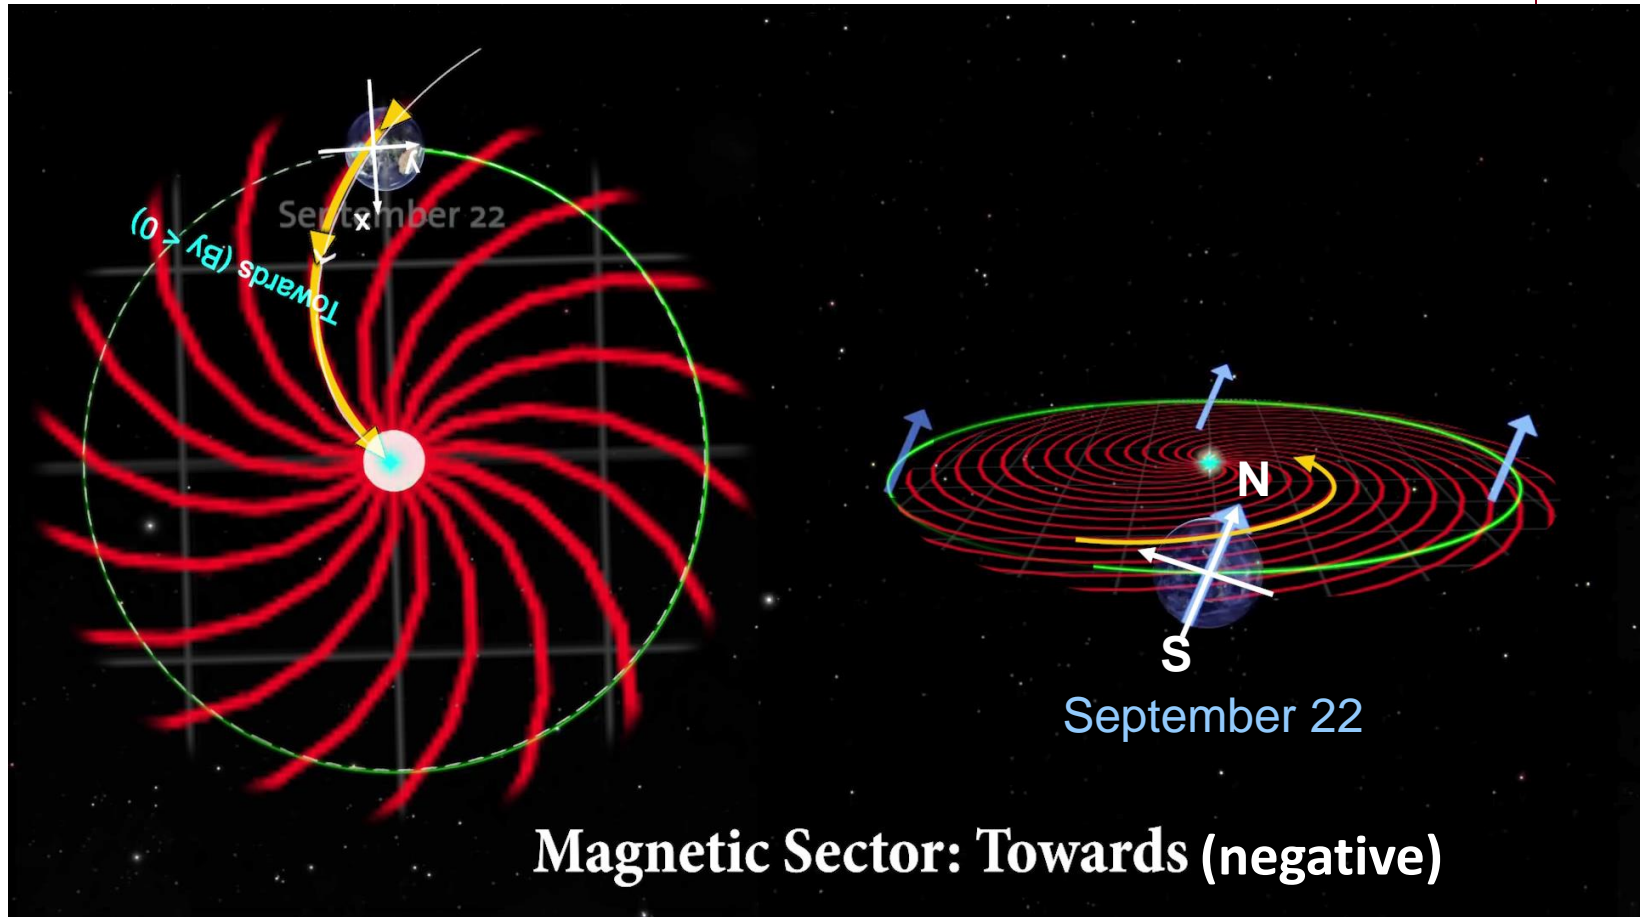 y
September 22
x
Towards (By < 0)
N
S
September 22
Magnetic Sector: Towards (negative)